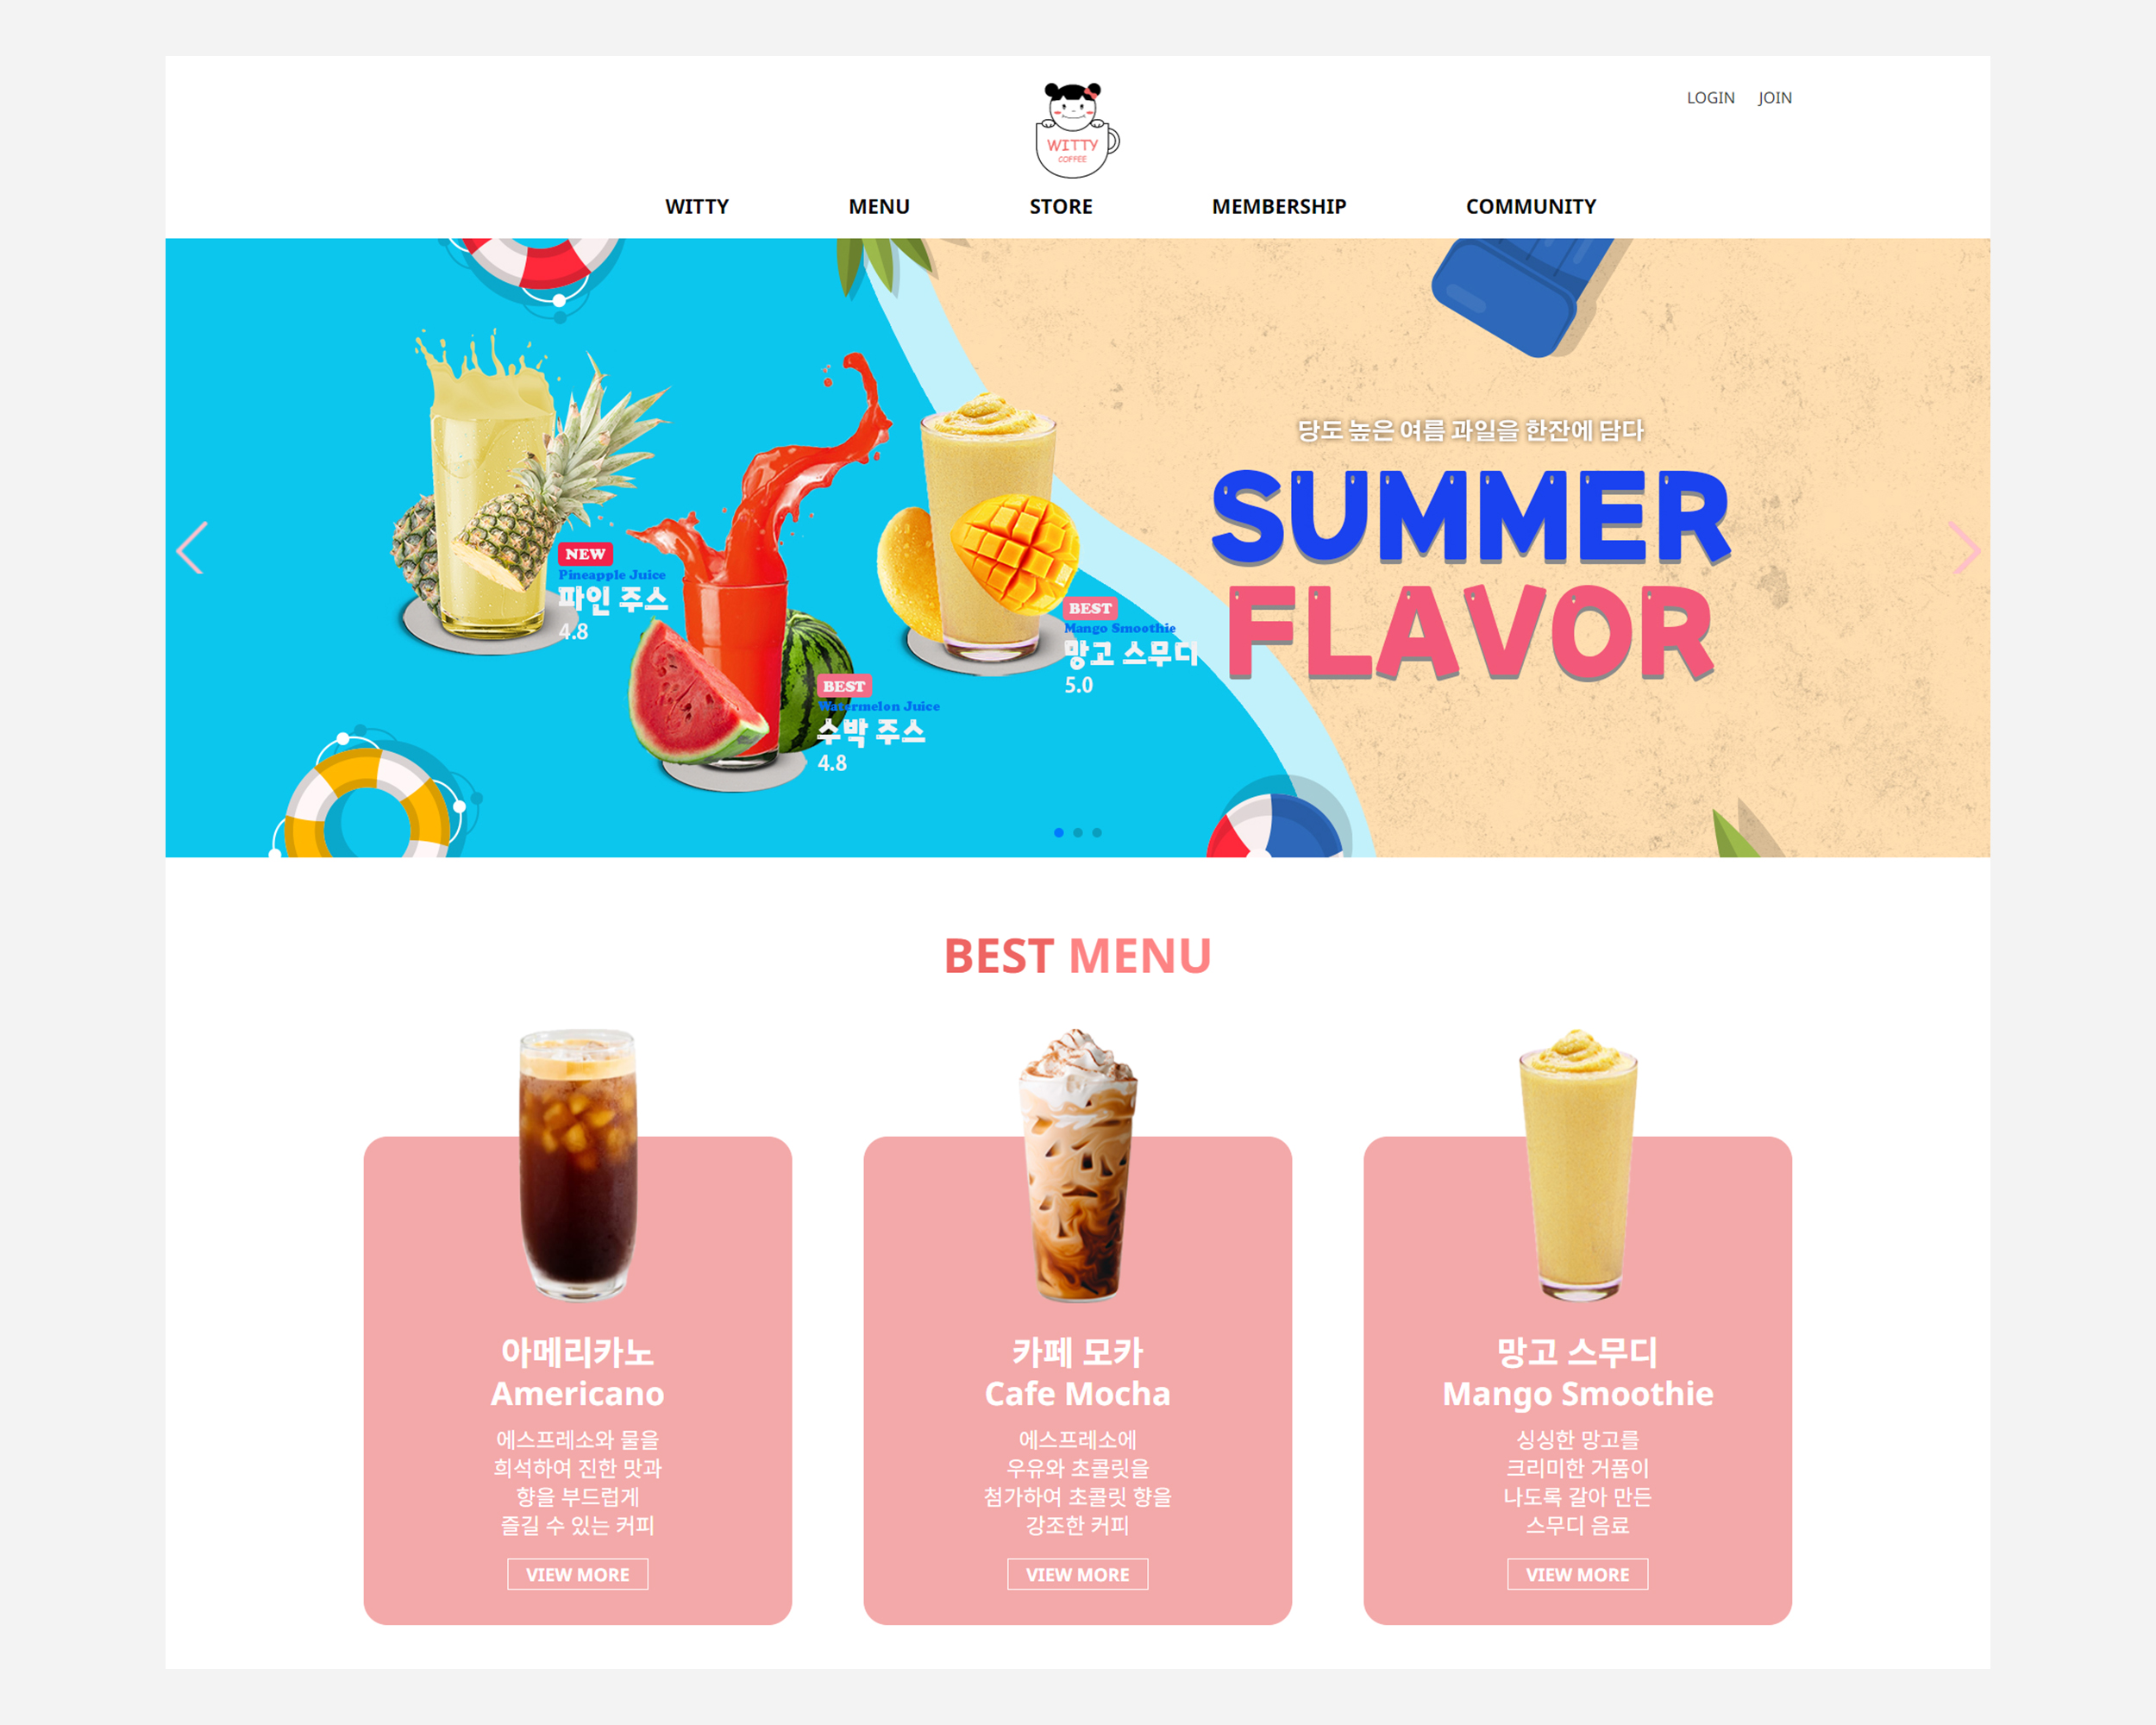 WITTY
COFFEE
LOGIN JOIN
WITTY MENU STORE MEMBERSHIP COMMUNITY
당도 높은 여름 과일을 한잔에 담다
SUMMER
FLAVOR
NEW
Pineapple Juice
파인 주스
4.8
BEST
Watermelon Juice
수박 주스
4.8
BEST
Mango Smoothie
망고 스무디
5.0
BEST MENU
아메리카노
Americano
에스프레소와 물을
희석하여 진한 맛과
향을 부드럽게
즐길 수 있는 커피
VIEW MORE
카페 모카
Cafe Mocha
에스프레소에
우유와 초콜릿을
첨가하여 초콜릿 향을
강조한 커피
VIEW MORE
망고 스무디
Mango Smoothie
싱싱한 망고를
크리미한 거품이
나도록 갈아 만든
스무디 음료
VIEW MORE